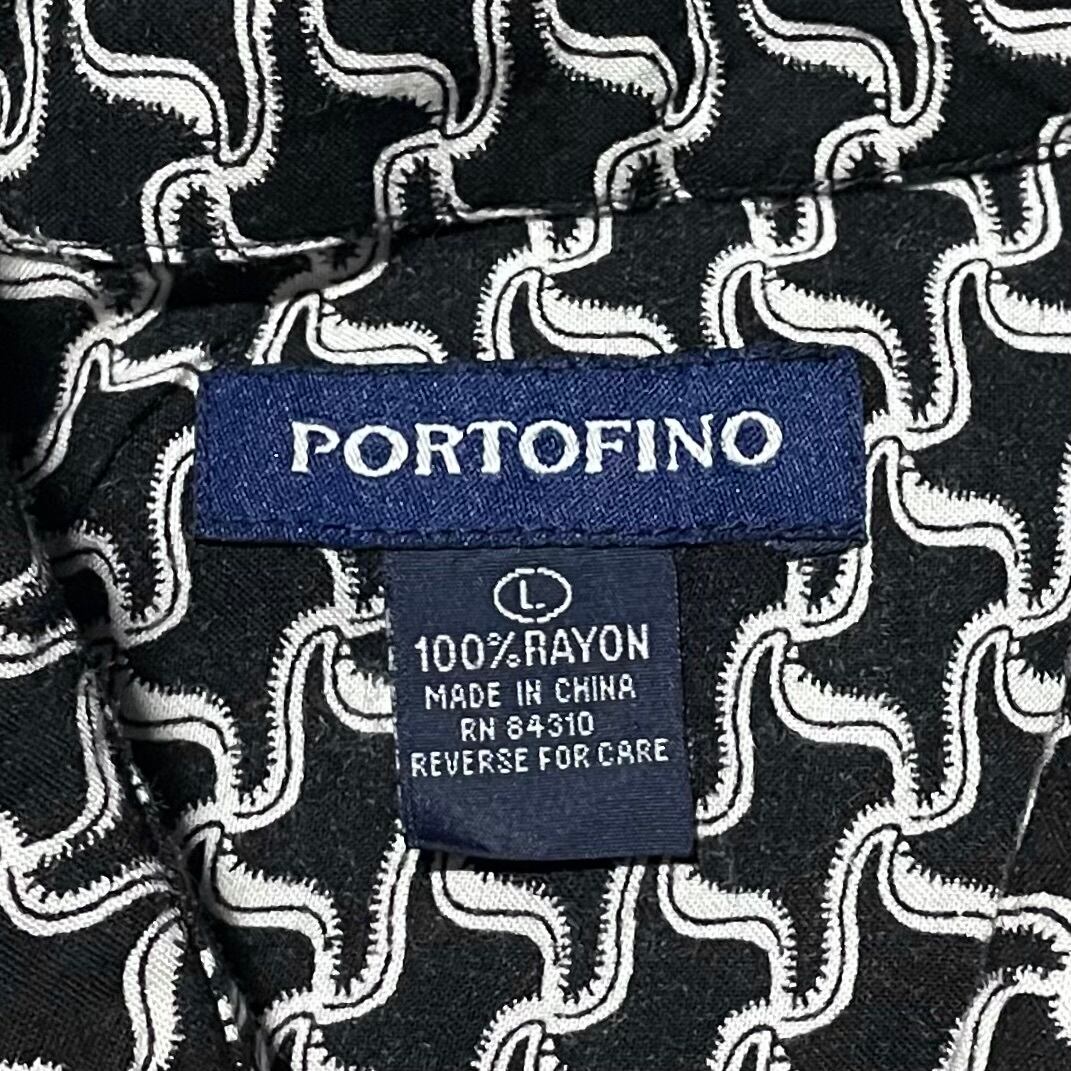 PORTOFINO
L
100% RAYON
MADE IN CHINA
RN 84310
REVERSE FOR CARE